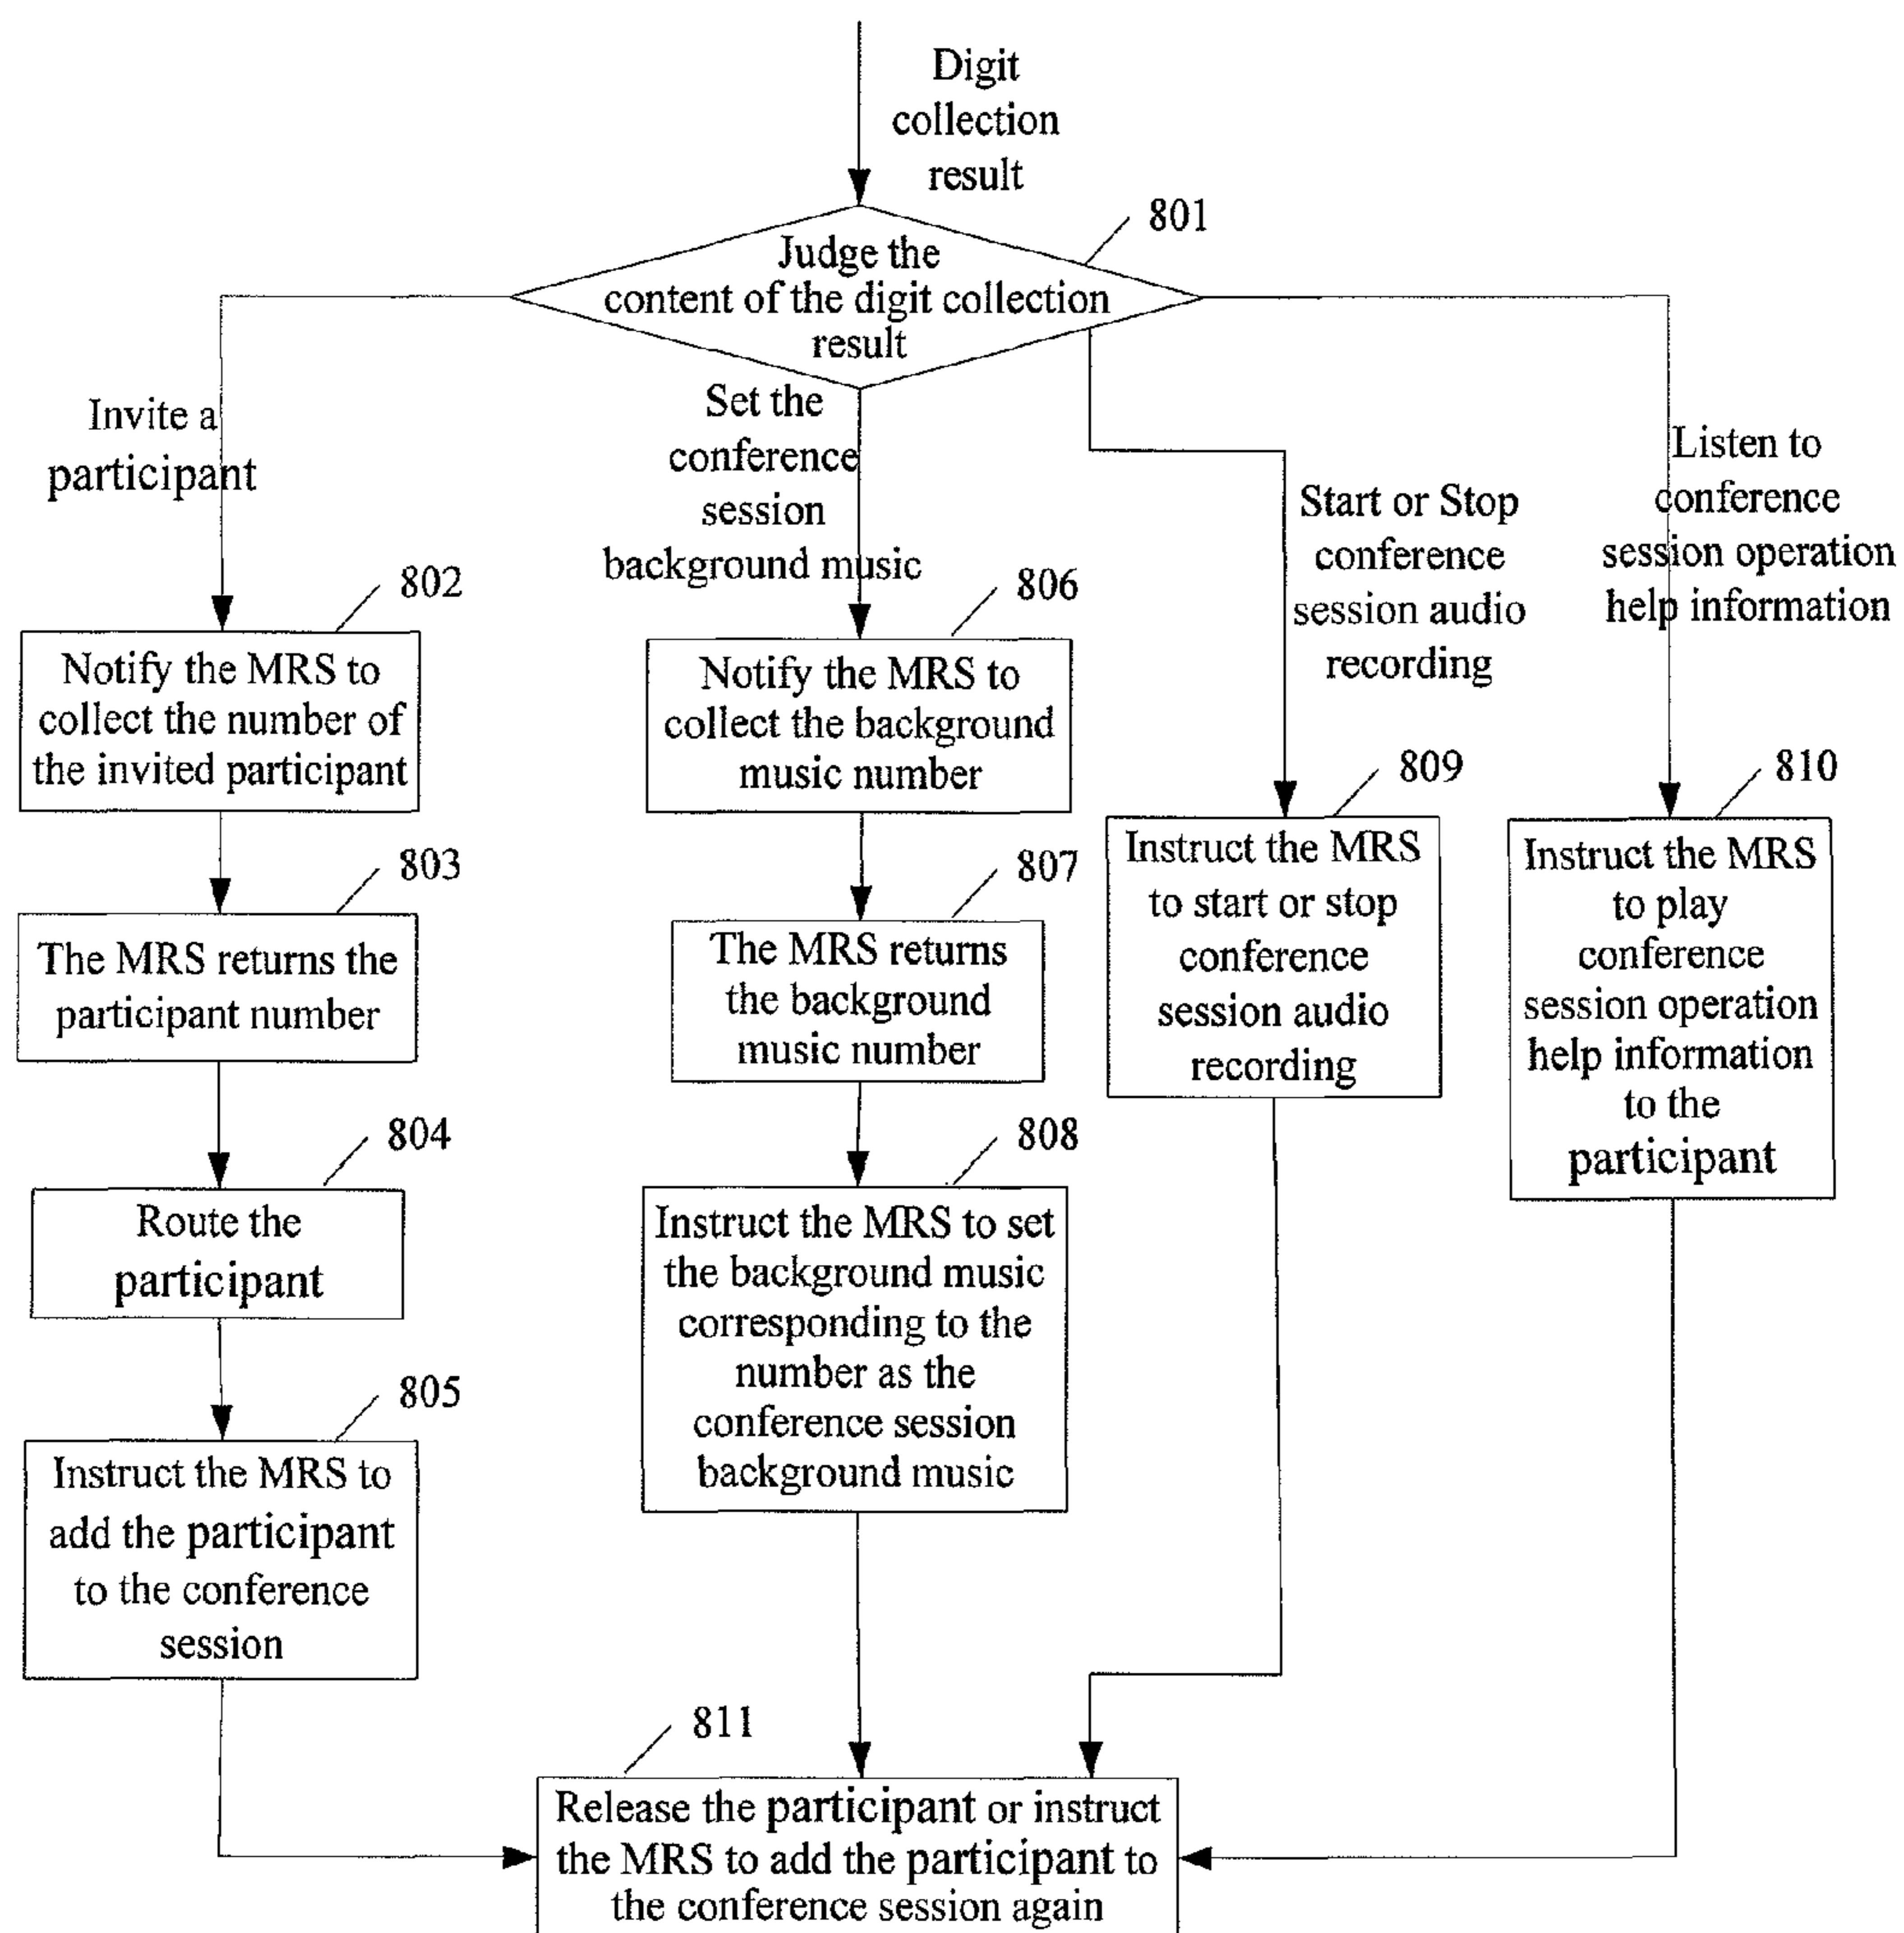 Digit
collection
result
801
Judge the
content of the digit collection
result
Invite a
participant
Set the
conference
session
background music
Start or Stop
conference
session audio
recording
Listen to
conference
session operation
help information
802
Notify the MRS to
collect the number of
the invited participant
806
Notify the MRS to
collect the background
music number
809
Instruct the MRS
to start or stop
conference
session audio
recording
810
Instruct the MRS
to play
conference
session operation
help information
to the
participant
803
The MRS returns the
participant number
807
The MRS returns
the background
music number
804
Route the
participant
808
Instruct the MRS to set
the background music
corresponding to the
number as the
conference session
background music
805
Instruct the MRS to
add the participant
to the conference
session
811
Release the participant or instruct
the MRS to add the participant to
the conference session again